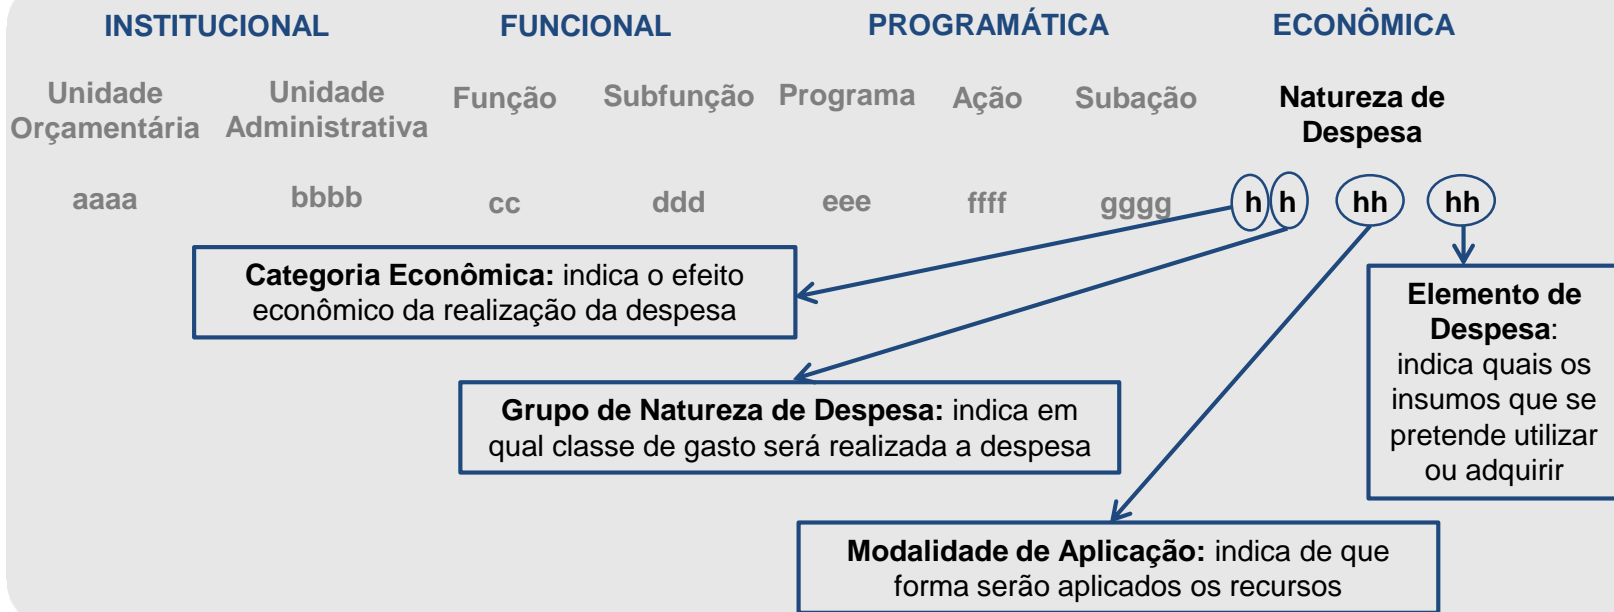 INSTITUCIONAL FUNCIONAL PROGRAMÁTICA ECONÔMICA
Unidade Orçamentária
Unidade Administrativa
Função
Subfunção
Programa
Ação
Subação
Natureza de
Despesa
aaaa bbbb cc ddd eee ffff gggg h h hh hh
Categoria Econômica: indica o efeito
econômico da realização da despesa
Elemento de
Despesa:
indica quais os
insumos que se
pretende utilizar
ou adquirir
Grupo de Natureza de Despesa: indica em
qual classe de gasto será realizada a despesa
Modalidade de Aplicação: indica de que
forma serão aplicados os recursos